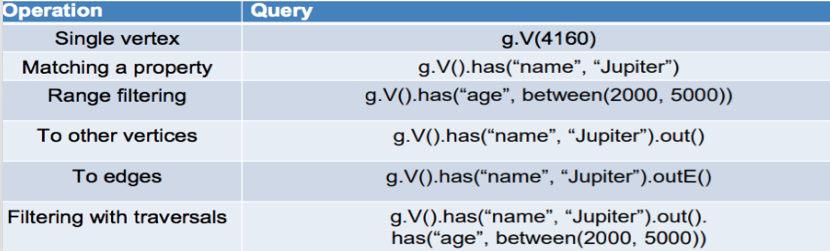 Operation Query
Single vertex g.V(4160)
Matching a property g.V().has(“name”, “Jupiter”)
Range filtering g.V().has(“age”, between(2000, 5000))
To other vertices g.V().has(“name”, “Jupiter”).out()
To edges g.V().has(“name”, “Jupiter”).outE()
Filtering with traversals g.V().has(“name”, “Jupiter”).out().
has(“age”, between(2000, 5000))